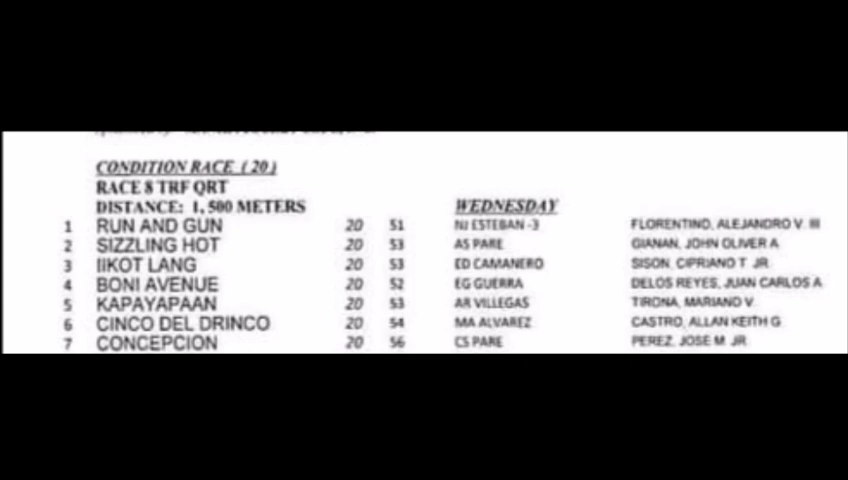 CONDITION RACE ( 20 )
RACE 8 TRF QRT
DISTANCE: 1, 500 METERS WEDNESDAY
1 RUN AND GUN 20 51 NJ ESTEBAN -3 FLORENTINO, ALEJANDRO V. III
2 SIZZLING HOT 20 53 AS PARE GIANAN, JOHN OLIVER A
3 IIKOT LANG 20 53 ED CAMANERO SISON, CIPRIANO T JR.
4 BONI AVENUE 20 52 EG GUERRA DELOS REYES, JUAN CARLOS A
5 KAPAYAPAAN 20 53 AR VILLEGAS TIRONA, MARIANO V.
6 CINCO DEL DRINCO 20 54 MA ALVAREZ CASTRO, ALLAN KEITH G
7 CONCEPCION 20 56 CS PARE PEREZ, JOSE M. JR.